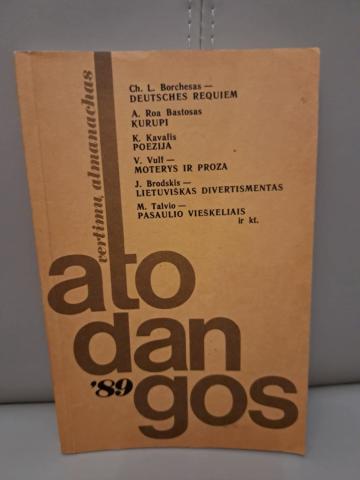 vertimų almanachas
Ch. L. Borchesas —
DEUTSCHES REQUIEM
A. Roa Bastosas
KURUPI
K. Kavafis
POEZIJA
V. Vulf —
MOTERYS IR PROZA
J. Brodskis —
LIETUVIŠKAS DIVERTISMENTAS
M. Talvio —
PASAULIO VIEŠKELIAIS
ir kt.
ato
dan
'89 gos